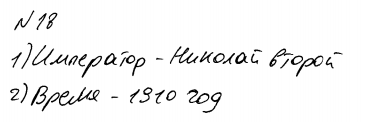 №18
1) Император - Николай второй
2) Время - 1910 год